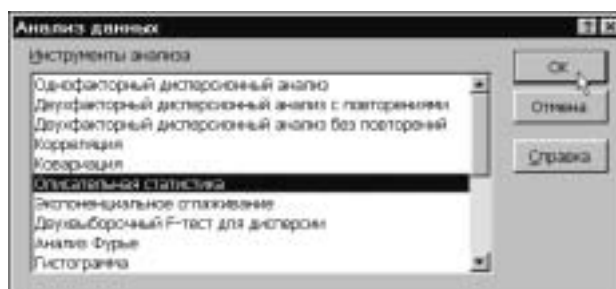 Анализ данных
Инструменты анализа
Однофакторный дисперсионный анализ
Двухфакторный дисперсионный анализ с повторениями
Двухфакторный дисперсионный анализ без повторений
Корреляция
Ковариация
Описательная статистика
Экспоненциальное сглаживание
Двухвыборочный F-тест для дисперсии
Анализ Фурье
Гистограмма
OK
Отмена
Справка